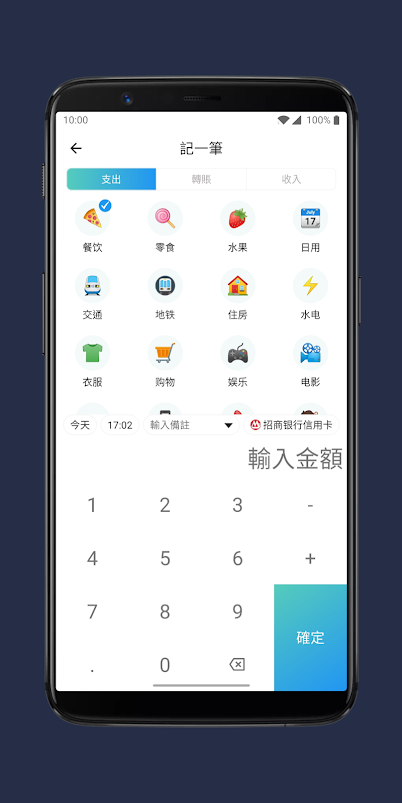 10:00 100%
記一筆
支出 轉賬 收入
July
17
餐饮 零食 水果 日用
交通 地铁 住房 水电
衣服 购物 娱乐 电影
今天 17:02 輸入備註 招商银行信用卡
輸入金額
1 2 3 -
4 5 6 +
7 8 9
確定
. 0